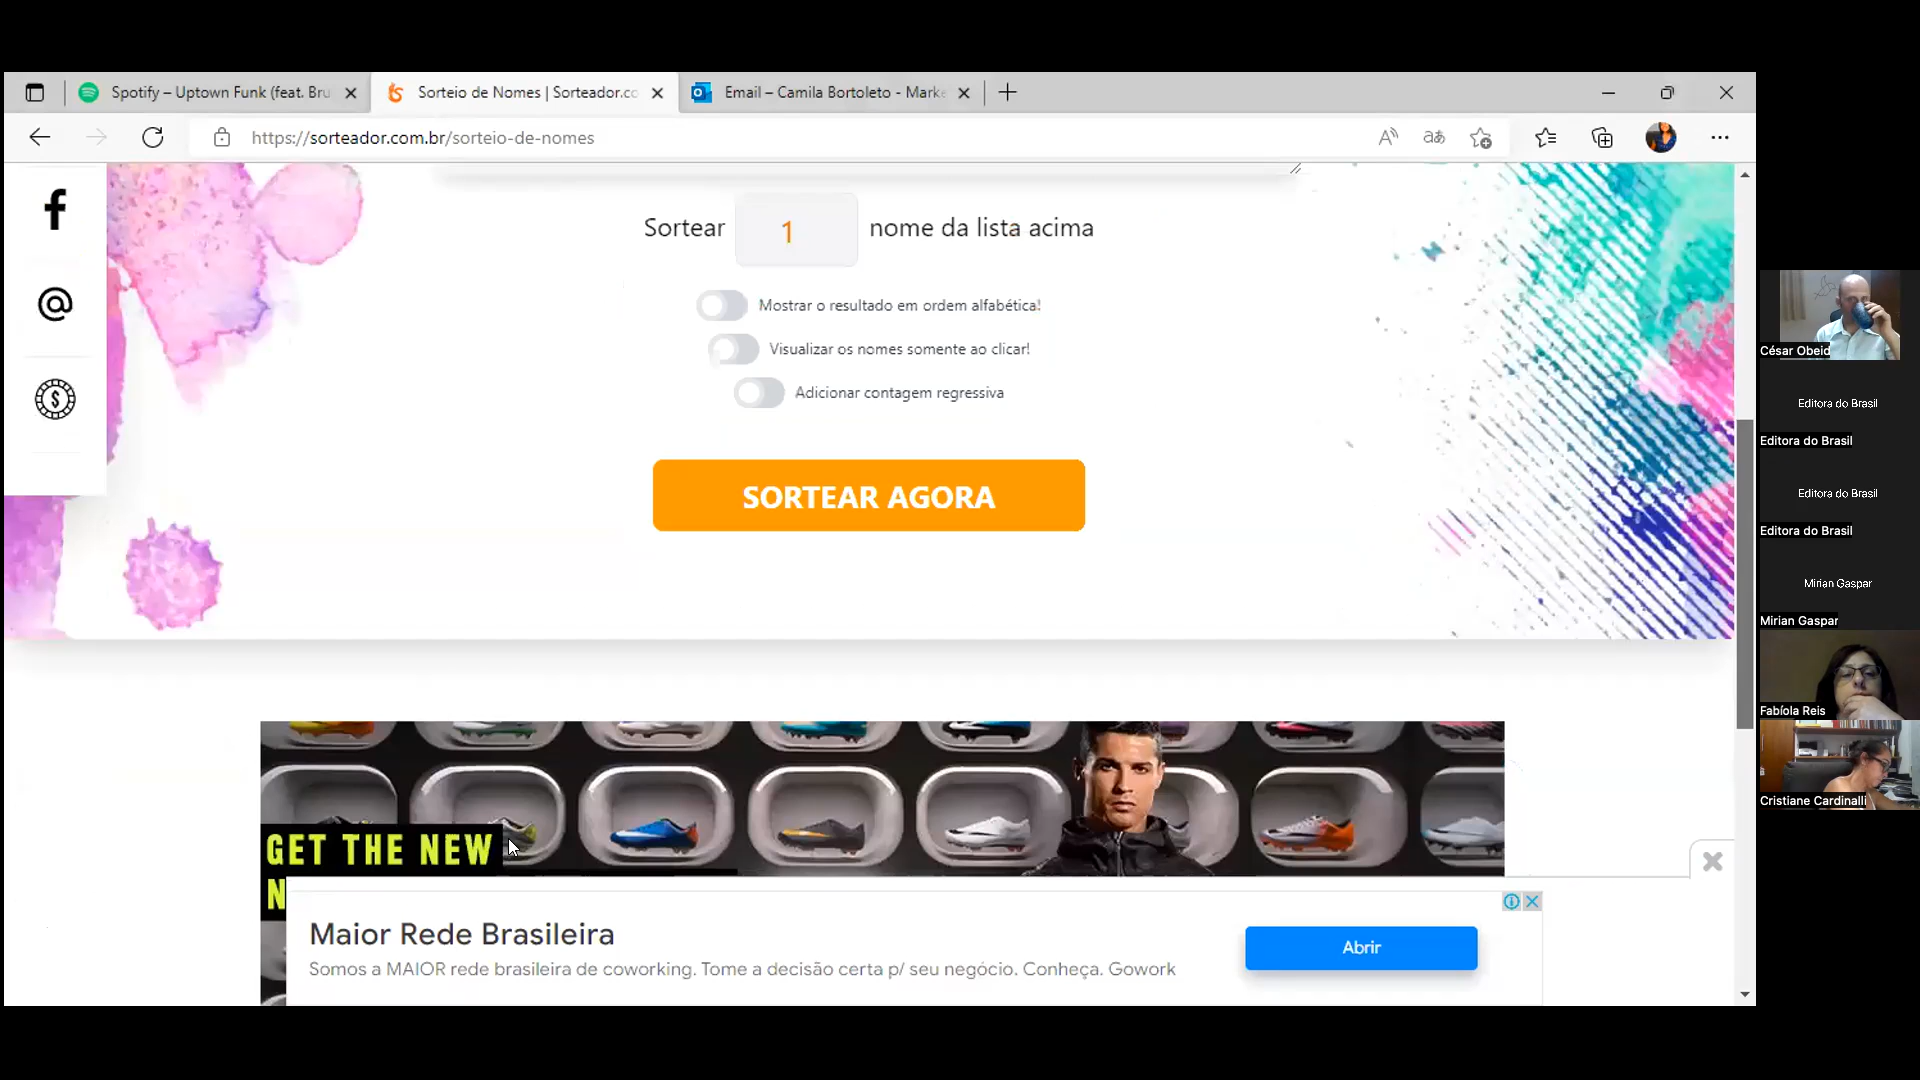 Spotify – Uptown Funk (feat. Bru
Sorteio de Nomes | Sorteador.co
Email – Camila Bortoleto - Marke
https://sorteador.com.br/sorteio-de-nomes
Sortear 1 nome da lista acima
Mostrar o resultado em ordem alfabética!
Visualizar os nomes somente ao clicar!
Adicionar contagem regressiva
SORTEAR AGORA
GET THE NEW
N
Maior Rede Brasileira
Somos a MAIOR rede brasileira de coworking. Tome a decisão certa p/ seu negócio. Conheça. Gowork
Abrir
César Obeid
Editora do Brasil
Editora do Brasil
Editora do Brasil
Editora do Brasil
Mirian Gaspar
Mirian Gaspar
Fabíola Reis
Cristiane Cardinalli